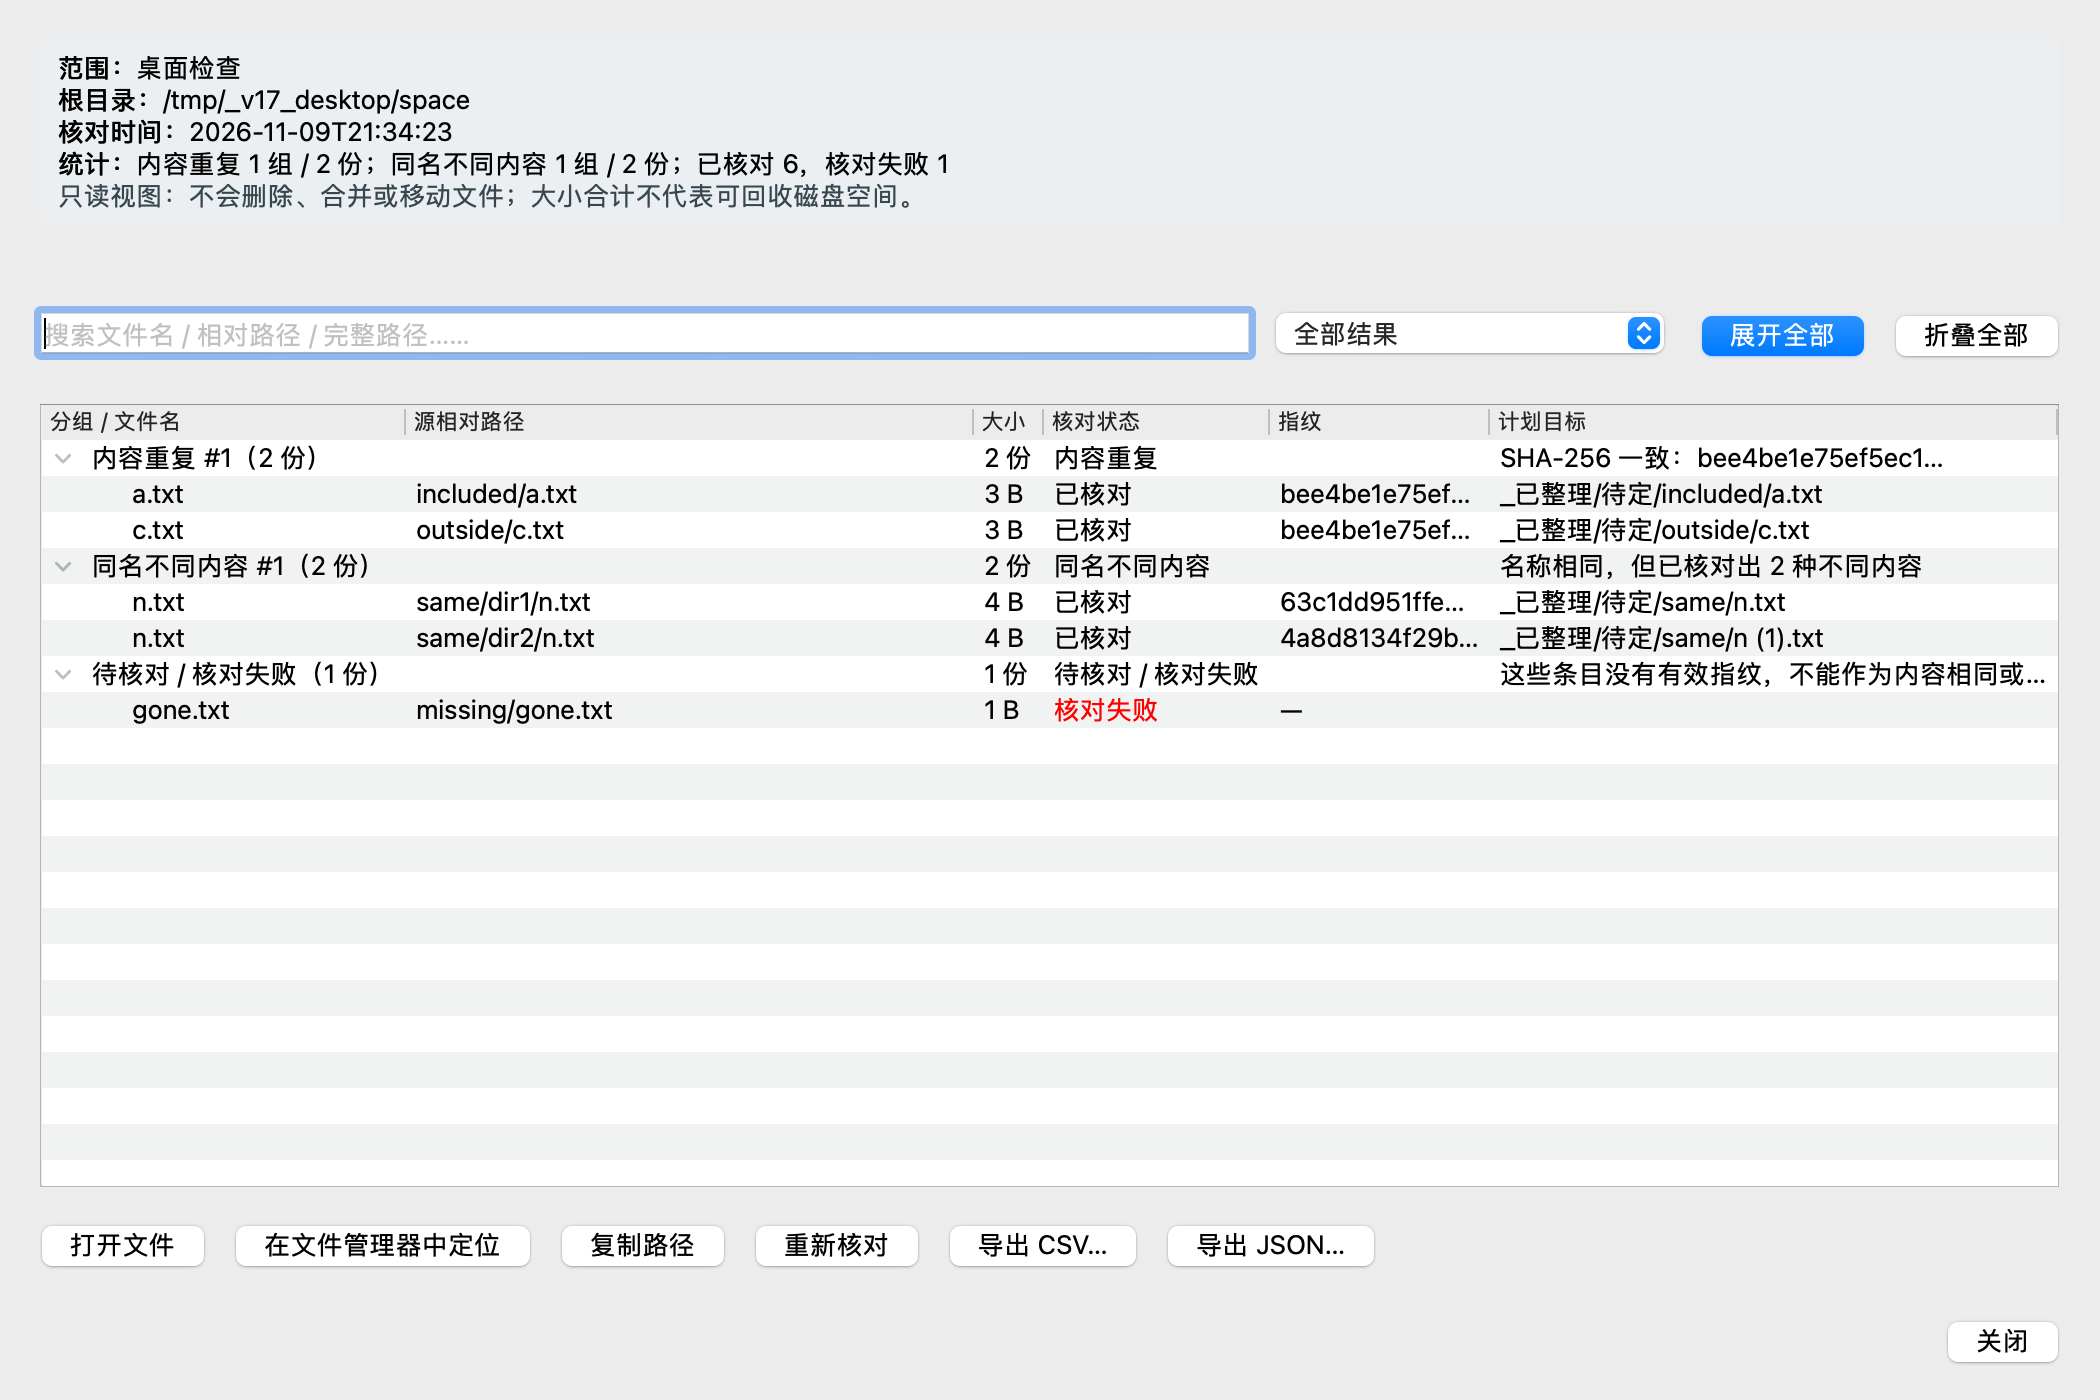 范围：桌面检查
根目录：/tmp/_v17_desktop/space
核对时间：2026-11-09T21:34:23
统计：内容重复 1 组 / 2 份；同名不同内容 1 组 / 2 份；已核对 6，核对失败 1
只读视图：不会删除、合并或移动文件；大小合计不代表可回收磁盘空间。
搜索文件名 / 相对路径 / 完整路径…… 全部结果 展开全部 折叠全部
分组 / 文件名 源相对路径 大小 核对状态 指纹 计划目标
内容重复 #1（2 份） 2 份 内容重复 SHA-256 一致：bee4be1e75ef5ec1...
a.txt included/a.txt 3 B 已核对 bee4be1e75ef... _已整理/待定/included/a.txt
c.txt outside/c.txt 3 B 已核对 bee4be1e75ef... _已整理/待定/outside/c.txt
同名不同内容 #1（2 份） 2 份 同名不同内容 名称相同，但已核对出 2 种不同内容
n.txt same/dir1/n.txt 4 B 已核对 63c1dd951ffe... _已整理/待定/same/n.txt
n.txt same/dir2/n.txt 4 B 已核对 4a8d8134f29b... _已整理/待定/same/n (1).txt
待核对 / 核对失败（1 份） 1 份 待核对 / 核对失败 这些条目没有有效指纹，不能作为内容相同或...
gone.txt missing/gone.txt 1 B 核对失败 —
打开文件 在文件管理器中定位 复制路径 重新核对 导出 CSV... 导出 JSON...
关闭